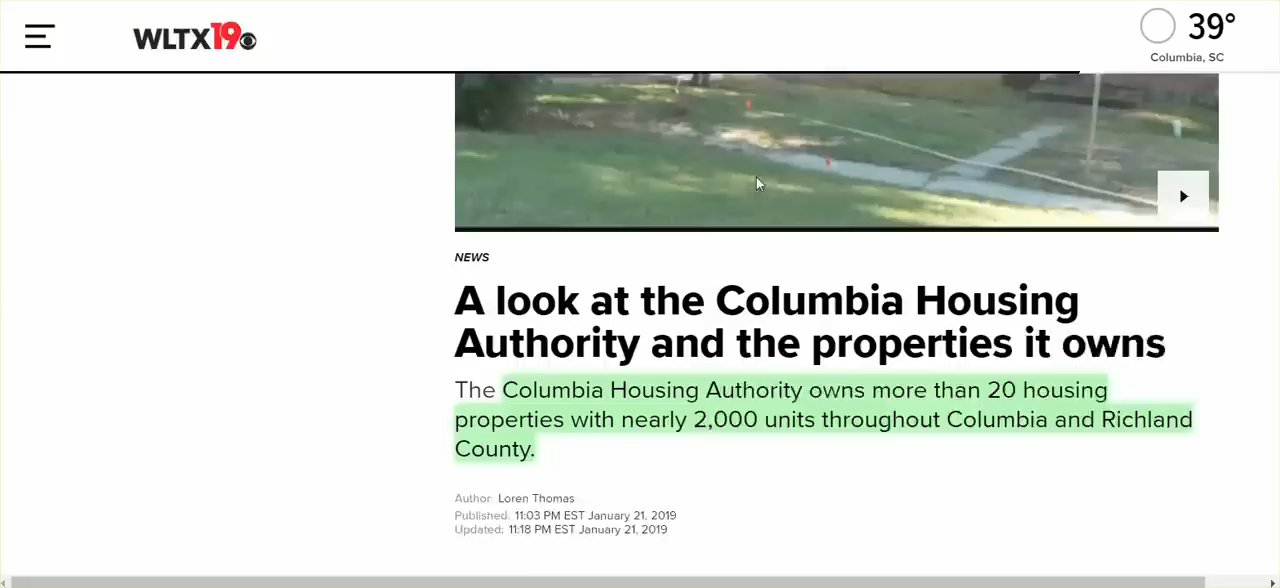 WLTX19
39°
Columbia, SC
NEWS
A look at the Columbia Housing
Authority and the properties it owns
The Columbia Housing Authority owns more than 20 housing
properties with nearly 2,000 units throughout Columbia and Richland
County.
Author: Loren Thomas
Published: 11:03 PM EST January 21, 2019
Updated: 11:18 PM EST January 21, 2019